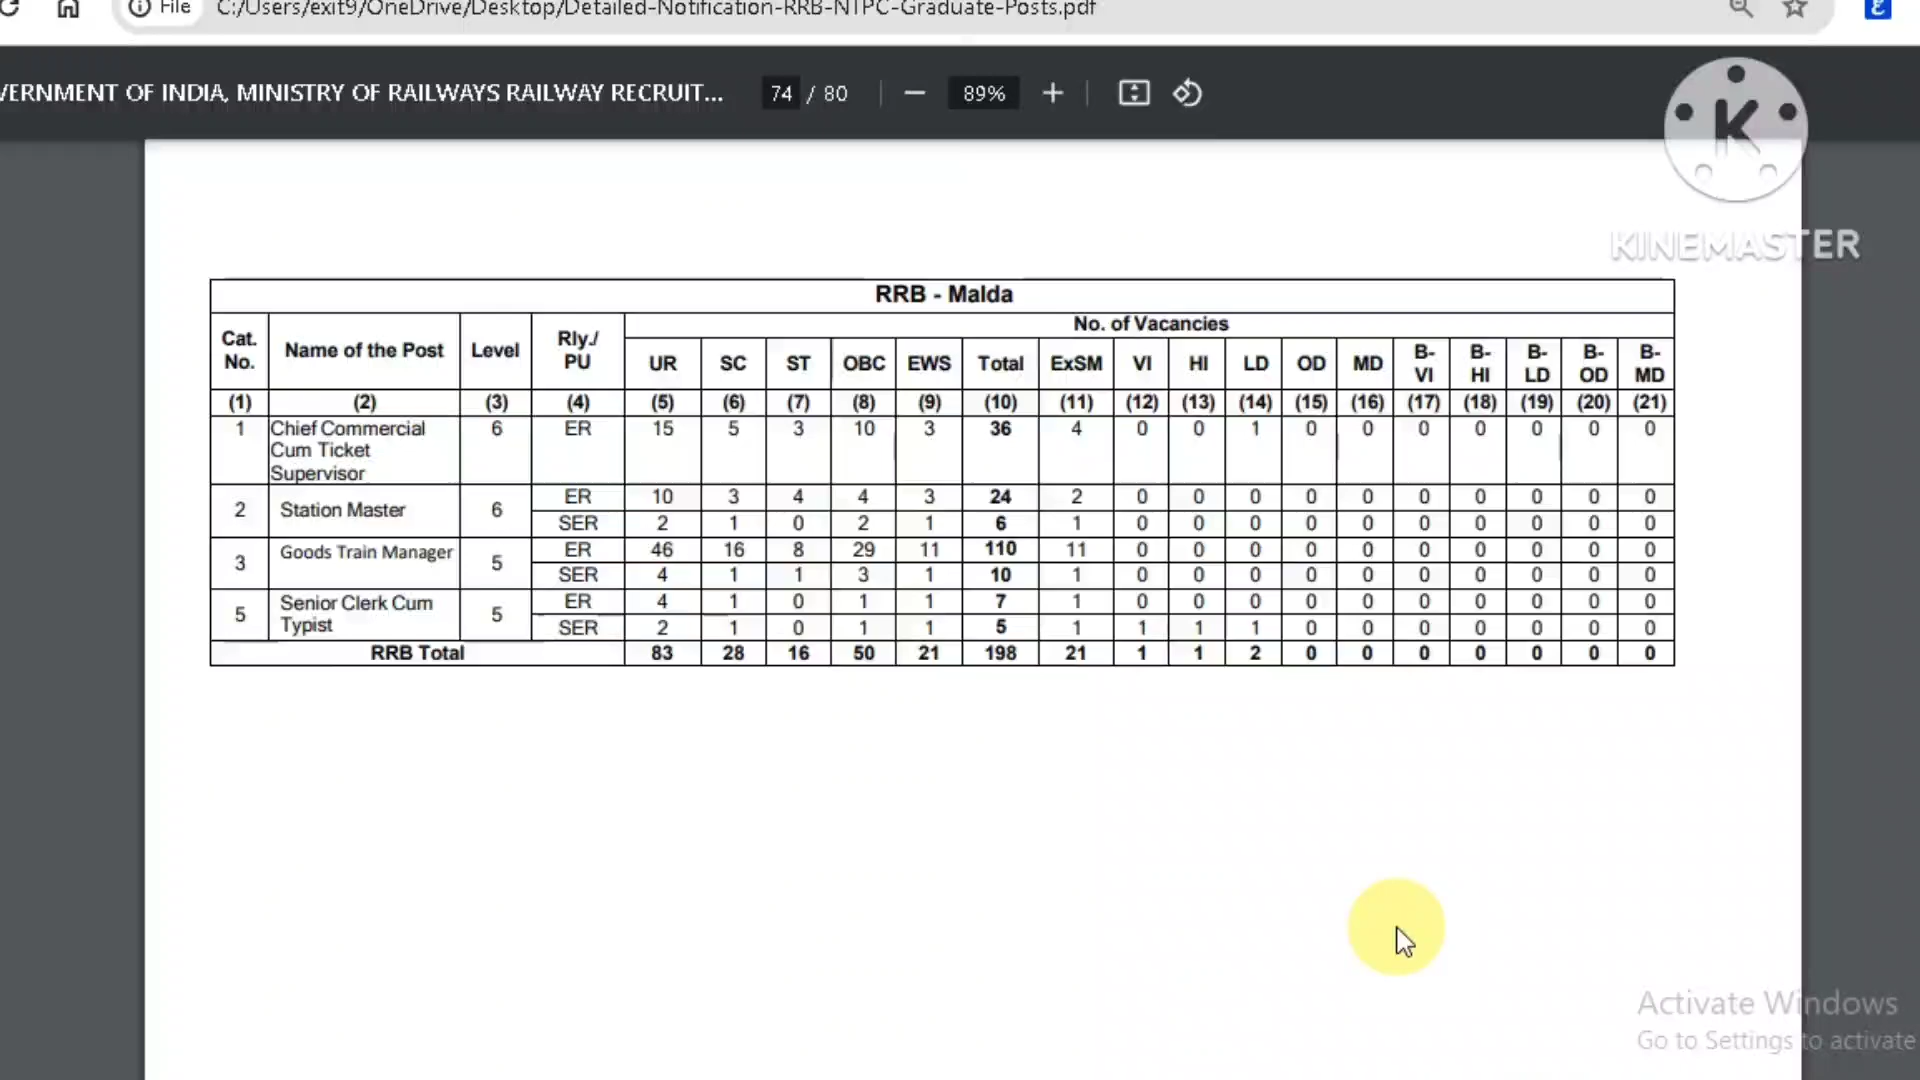 File C:/Users/exit9/OneDrive/Desktop/Detailed-Notification-RRB-NTPC-Graduate-Posts.pdf
VERNMENT OF INDIA, MINISTRY OF RAILWAYS RAILWAY RECRUIT... 74 / 80 89%
K
KINEMASTER
RRB - Malda
Cat. No. Name of the Post Level Rly./ PU No. of Vacancies
UR SC ST OBC EWS Total ExSM VI HI LD OD MD B-VI B-HI B-LD B-OD B-MD
(1) (2) (3) (4) (5) (6) (7) (8) (9) (10) (11) (12) (13) (14) (15) (16) (17) (18) (19) (20) (21)
1 Chief Commercial 6 ER 15 5 3 10 3 36 4 0 0 1 0 0 0 0 0 0 0
Cum Ticket
Supervisor
2 Station Master 6 ER 10 3 4 4 3 24 2 0 0 0 0 0 0 0 0 0 0
SER 2 1 0 2 1 6 1 0 0 0 0 0 0 0 0 0 0
3 Goods Train Manager 5 ER 46 16 8 29 11 110 11 0 0 0 0 0 0 0 0 0 0
SER 4 1 1 3 1 10 1 0 0 0 0 0 0 0 0 0 0
5 Senior Clerk Cum 5 ER 4 1 0 1 1 7 1 0 0 0 0 0 0 0 0 0 0
Typist SER 2 1 0 1 1 5 1 1 1 1 0 0 0 0 0 0 0
RRB Total 83 28 16 50 21 198 21 1 1 2 0 0 0 0 0 0 0
Activate Windows
Go to Settings to activate